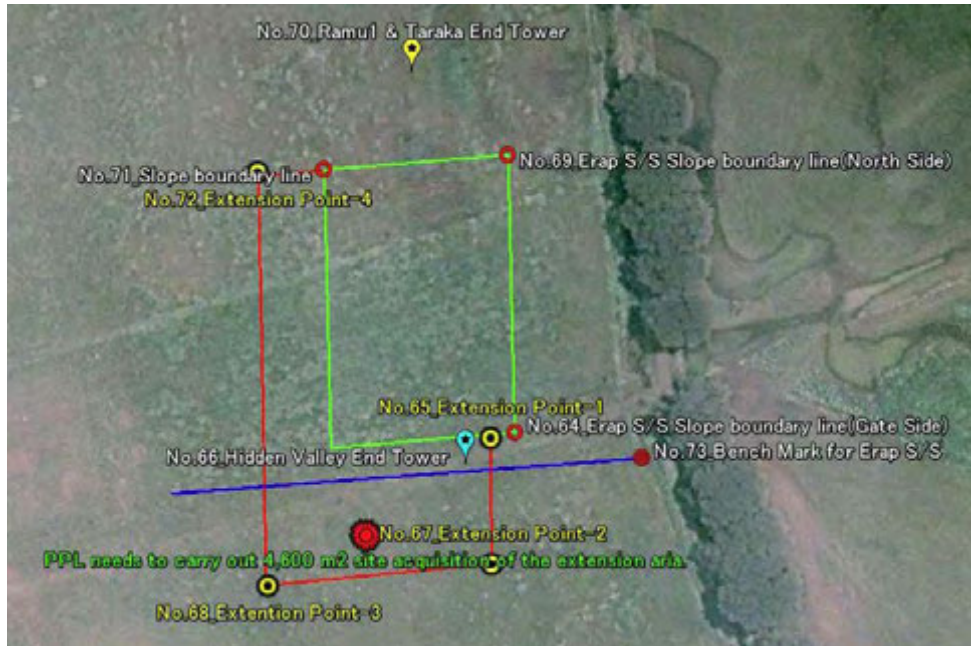 No.70_Ramu1 & Taraka End Tower
No.69_Erap S/S Slope boundary line(North Side)
No.71_Slope boundary line
No.72_Extension Point-4
No.65_Extension Point-1
No.64_Erap S/S Slope boundary line(Gate Side)
No.66_Hidden Valley End Tower
No.73_Bench Mark for Erap S/S
No.67_Extension Point-2
PPL needs to carry out 4,600 m2 site acquisition of the extension aria.
No.68_Extention Point-3